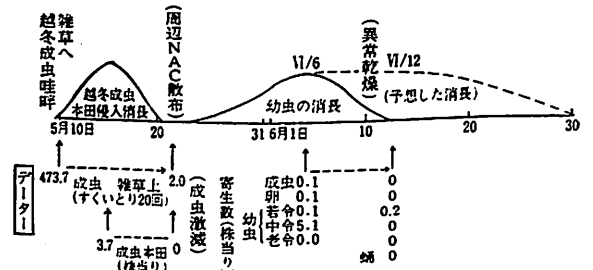 越冬成虫畦畔
雑草へ
(周辺NAC散布)
越冬成虫
本田侵入消長
VI/6
(異常乾燥)
VI/12
幼虫の消長
(予想した消長)
5月10日
20
31 6月1日
10
20
30
データー
473.7
成虫 雑草上
(すくいとり20回)
2.0
3.7
成虫本田
(株当り)
0
(成虫激減)
寄生数(株当り)
幼虫
成虫0.1 0
卵 0.1 0
若令0.1 0.2
中令5.1 0
老令0.0 0
蛹 0